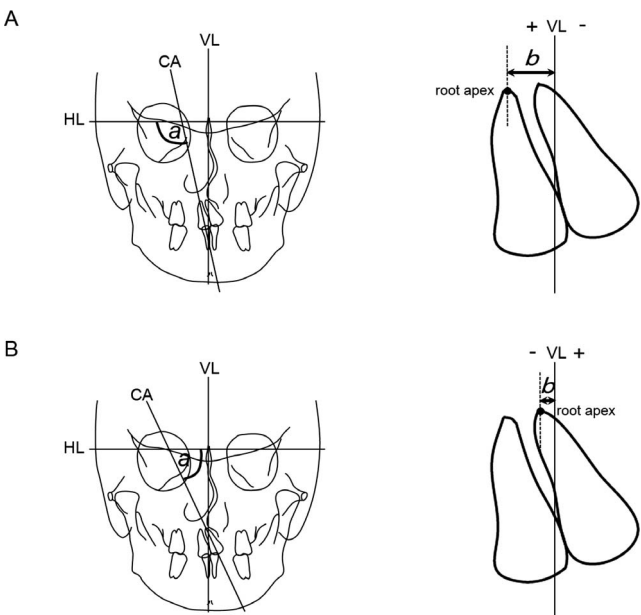 A
VL
CA
HL
a
+ VL -
b
root apex
B
VL
CA
HL
a
- VL +
b
root apex